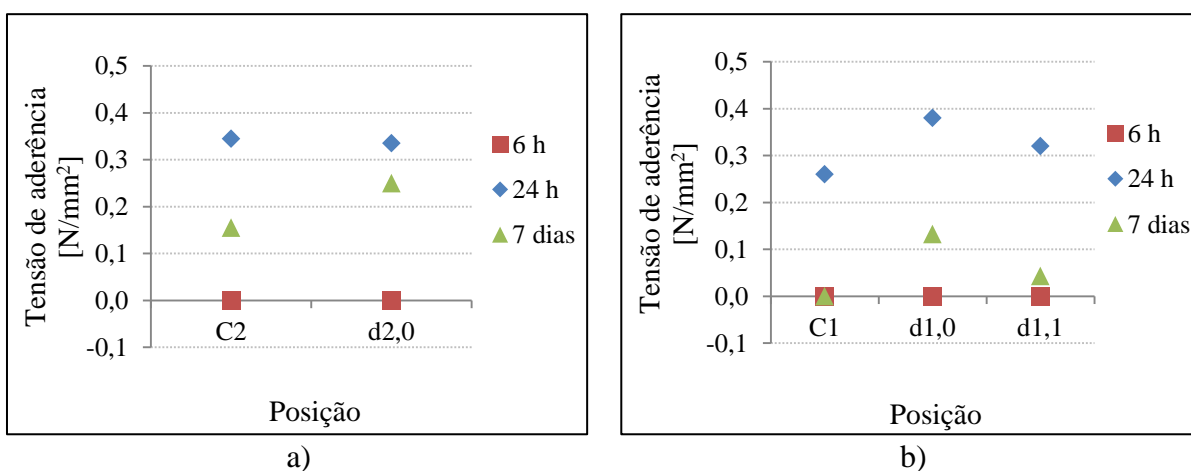 0,5
0,4
0,3
0,2
0,1
0,0
-0,1
Tensão de aderência
[N/mm²]
C2 d2,0
Posição
6 h
24 h
7 dias
a)
0,5
0,4
0,3
0,2
0,1
0,0
-0,1
Tensão de aderência
[N/mm²]
C1 d1,0 d1,1
Posição
6 h
24 h
7 dias
b)